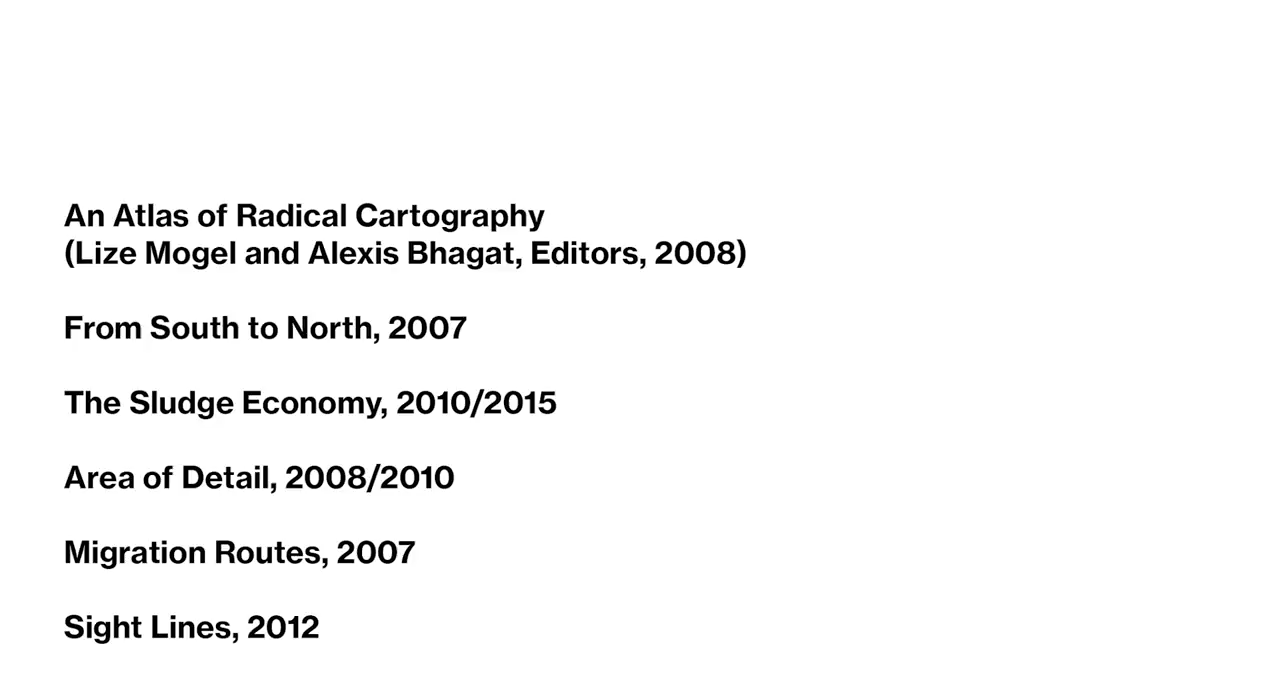 An Atlas of Radical Cartography
(Lize Mogel and Alexis Bhagat, Editors, 2008)
From South to North, 2007
The Sludge Economy, 2010/2015
Area of Detail, 2008/2010
Migration Routes, 2007
Sight Lines, 2012